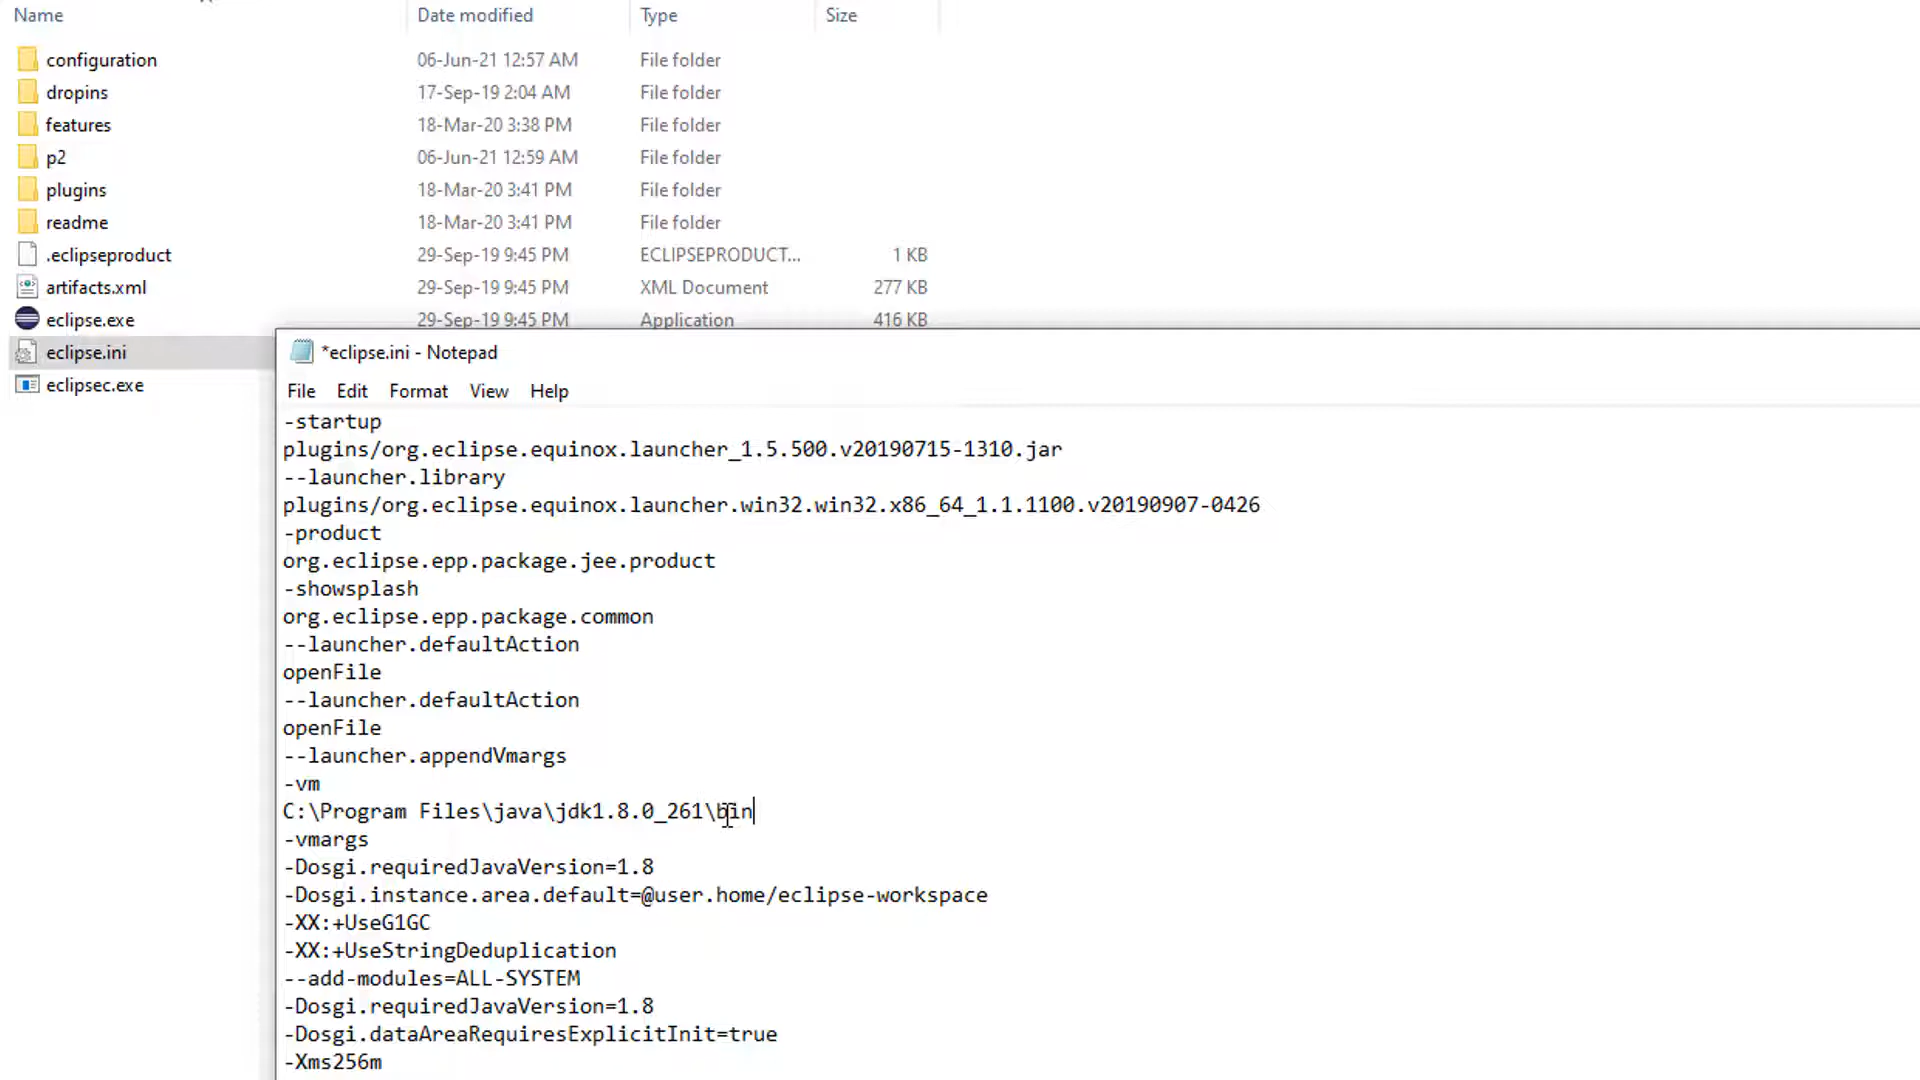 Name Date modified Type Size
configuration 06-Jun-21 12:57 AM File folder
dropins 17-Sep-19 2:04 AM File folder
features 18-Mar-20 3:38 PM File folder
p2 06-Jun-21 12:59 AM File folder
plugins 18-Mar-20 3:41 PM File folder
readme 18-Mar-20 3:41 PM File folder
.eclipseproduct 29-Sep-19 9:45 PM ECLIPSEPRODUCT... 1 KB
artifacts.xml 29-Sep-19 9:45 PM XML Document 277 KB
eclipse.exe 29-Sep-19 9:45 PM Application 416 KB
eclipse.ini
eclipsec.exe
*eclipse.ini - Notepad
File Edit Format View Help
-startup
plugins/org.eclipse.equinox.launcher_1.5.500.v20190715-1310.jar
--launcher.library
plugins/org.eclipse.equinox.launcher.win32.win32.x86_64_1.1.1100.v20190907-0426
-product
org.eclipse.epp.package.jee.product
-showsplash
org.eclipse.epp.package.common
--launcher.defaultAction
openFile
--launcher.defaultAction
openFile
--launcher.appendVmargs
-vm
C:\Program Files\java\jdk1.8.0_261\bin
-vmargs
-Dosgi.requiredJavaVersion=1.8
-Dosgi.instance.area.default=@user.home/eclipse-workspace
-XX:+UseG1GC
-XX:+UseStringDeduplication
--add-modules=ALL-SYSTEM
-Dosgi.requiredJavaVersion=1.8
-Dosgi.dataAreaRequiresExplicitInit=true
-Xms256m